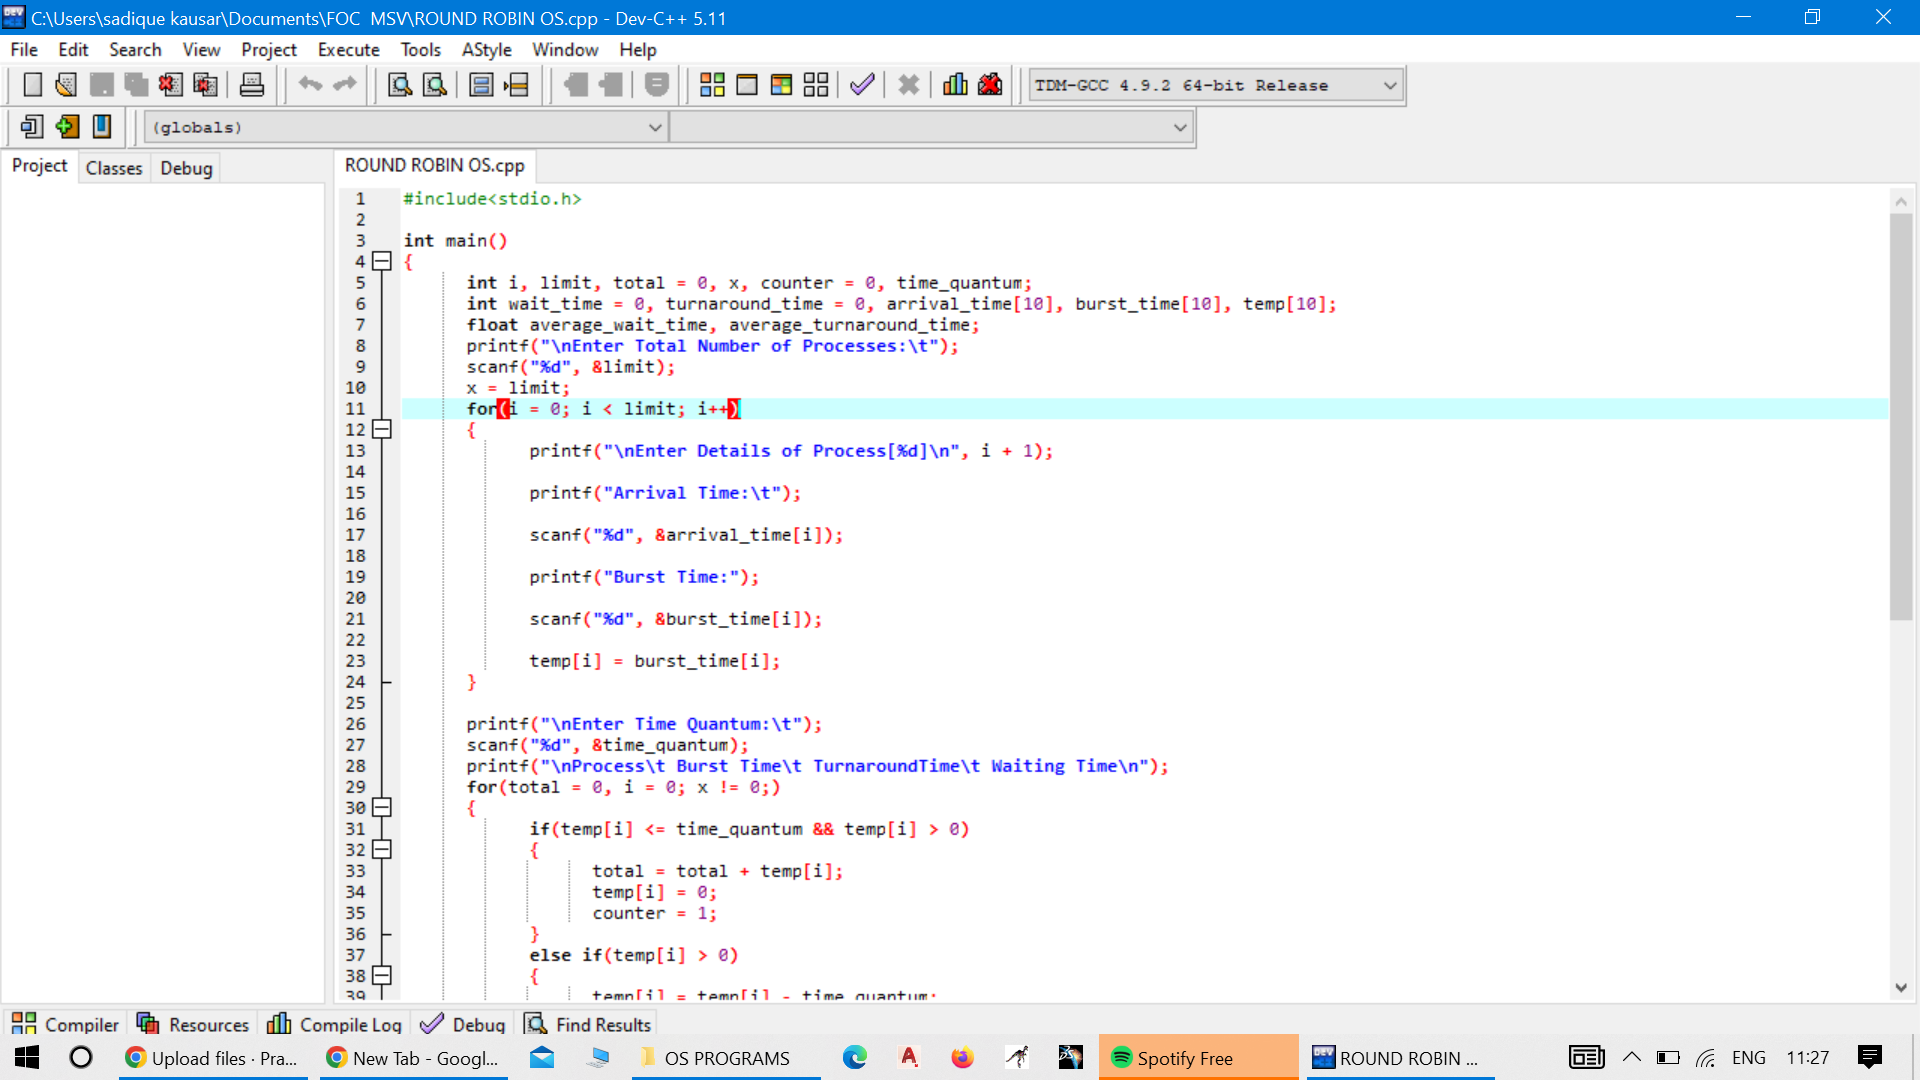 C:\Users\sadique kausar\Documents\FOC  MSV\ROUND ROBIN OS.cpp - Dev-C++ 5.11
File Edit Search View Project Execute Tools AStyle Window Help
TDM-GCC 4.9.2 64-bit Release
(globals)
Project Classes Debug
ROUND ROBIN OS.cpp
1 #include<stdio.h>
2
3 int main()
4 {
5 int i, limit, total = 0, x, counter = 0, time_quantum;
6 int wait_time = 0, turnaround_time = 0, arrival_time[10], burst_time[10], temp[10];
7 float average_wait_time, average_turnaround_time;
8 printf("\nEnter Total Number of Processes:\t");
9 scanf("%d", &limit);
10 x = limit;
11 for(i = 0; i < limit; i++)
12 {
13 printf("\nEnter Details of Process[%d]\n", i + 1);
14
15 printf("Arrival Time:\t");
16
17 scanf("%d", &arrival_time[i]);
18
19 printf("Burst Time:");
20
21 scanf("%d", &burst_time[i]);
22
23 temp[i] = burst_time[i];
24 }
25
26 printf("\nEnter Time Quantum:\t");
27 scanf("%d", &time_quantum);
28 printf("\nProcess\t Burst Time\t TurnaroundTime\t Waiting Time\n");
29 for(total = 0, i = 0; x != 0;)
30 {
31 if(temp[i] <= time_quantum && temp[i] > 0)
32 {
33 total = total + temp[i];
34 temp[i] = 0;
35 counter = 1;
36 }
37 else if(temp[i] > 0)
38 {
39 temp[i] = temp[i] - time_quantum;
Compiler Resources Compile Log Debug Find Results
Upload files · Pra... New Tab - Googl... OS PROGRAMS Spotify Free ROUND ROBIN ... ENG 11:27